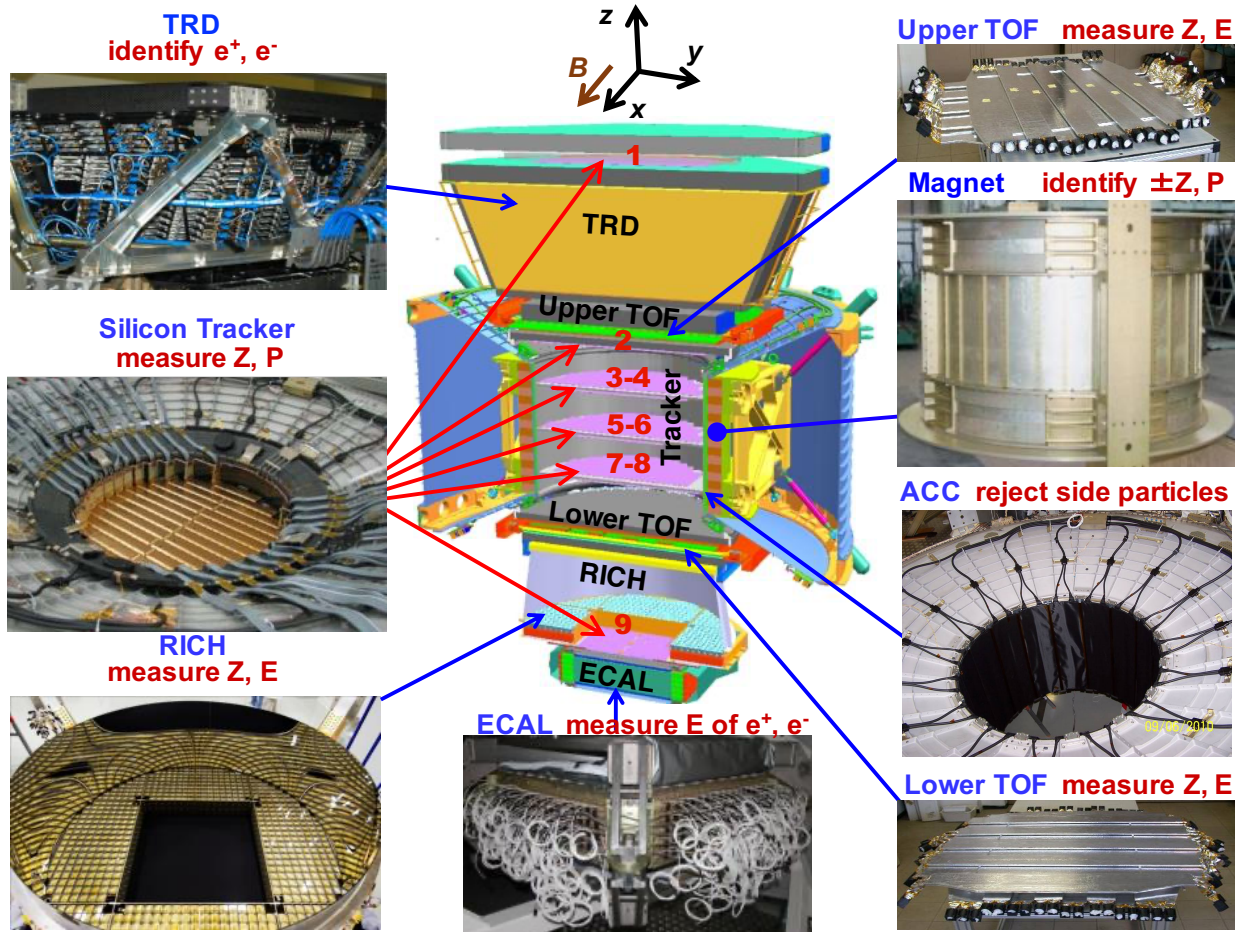 TRD
identify e⁺, e⁻
z
y
B
x
Upper TOF measure Z, E
1
Magnet identify ±Z, P
TRD
Upper TOF
Silicon Tracker
measure Z, P
2
3-4
5-6
7-8
Tracker
ACC reject side particles
Lower TOF
RICH
9
RICH
measure Z, E
ECAL
ECAL measure E of e⁺, e⁻
Lower TOF measure Z, E